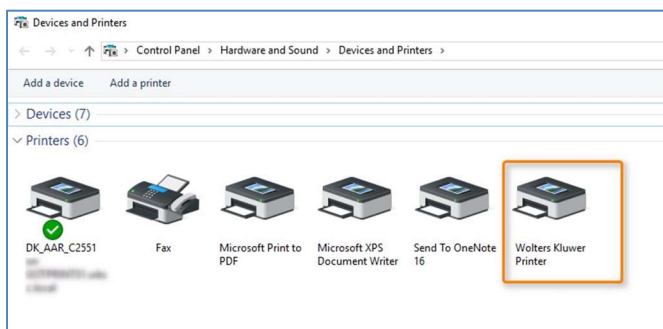 Devices and Printers
Control Panel > Hardware and Sound > Devices and Printers >
Add a device Add a printer
Devices (7)
Printers (6)
DK_AAR_C2551
Fax
Microsoft Print to
PDF
Microsoft XPS
Document Writer
Send To OneNote
16
Wolters Kluwer
Printer